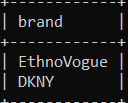 +-------------+
| brand       |
+-------------+
| EthnoVogue  |
| DKNY        |
+-------------+